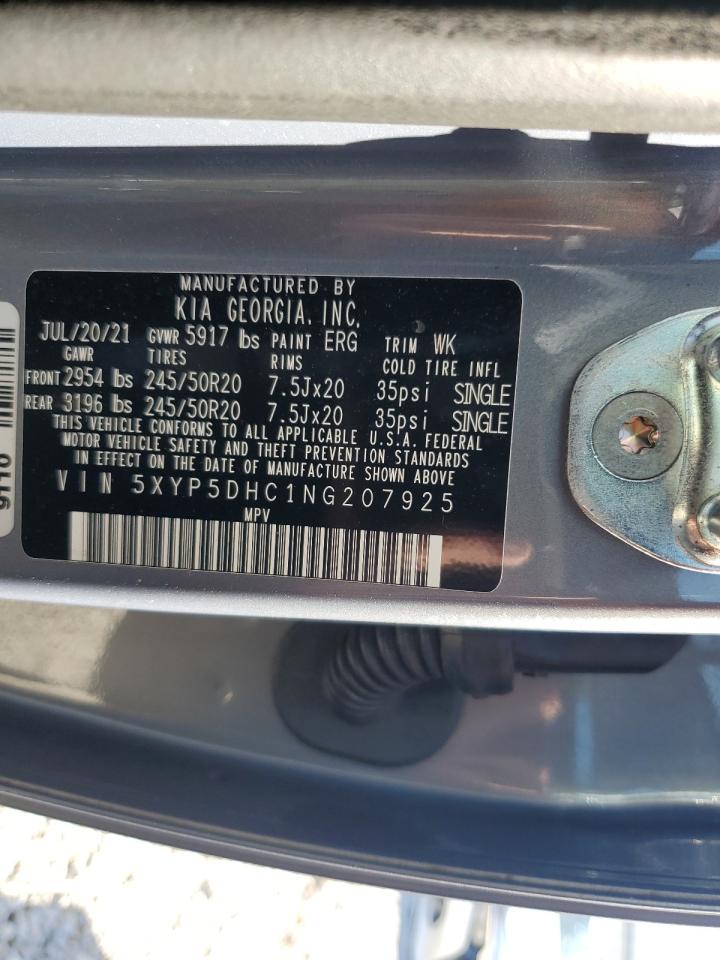 MANUFACTURED BY
KIA GEORGIA, INC.
JUL/20/21 GVWR 5917 lbs PAINT ERG TRIM WK
GAWR TIRES RIMS COLD TIRE INFL
FRONT 2954 lbs 245/50R20 7.5Jx20 35psi SINGLE
REAR 3196 lbs 245/50R20 7.5Jx20 35psi SINGLE
THIS VEHICLE CONFORMS TO ALL APPLICABLE U.S.A. FEDERAL
MOTOR VEHICLE SAFETY AND THEFT PREVENTION STANDARDS
IN EFFECT ON THE DATE OF MANUFACTURE SHOWN ABOVE
VIN 5XYP5DHC1NG207925
MPV